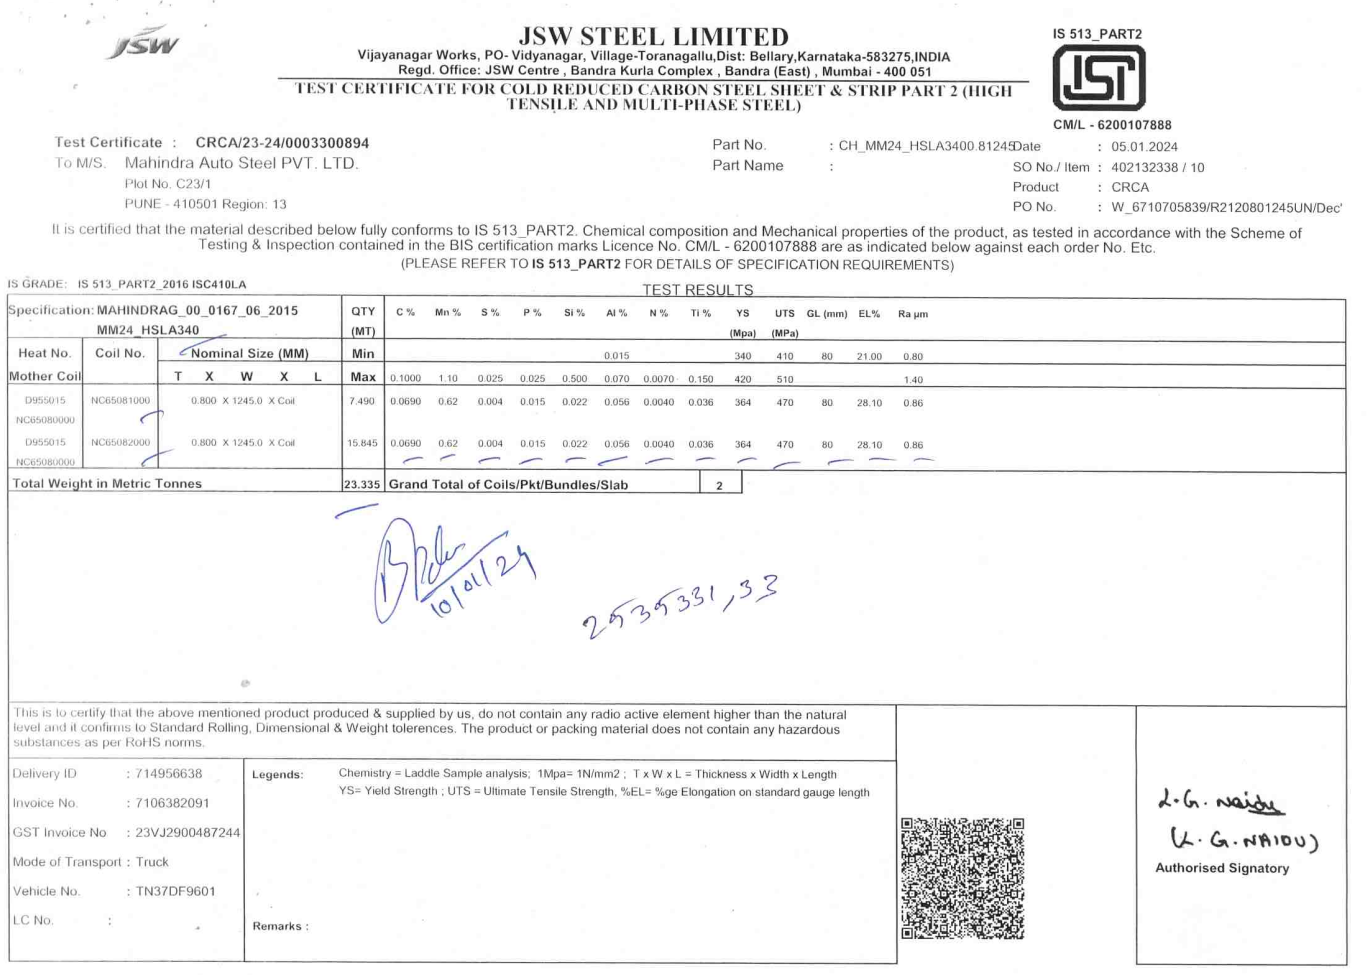 JSW
JSW STEEL LIMITED
Vijayanagar Works, PO- Vidyanagar, Village-Toranagallu,Dist: Bellary,Karnataka-583275,INDIA
Regd. Office: JSW Centre , Bandra Kurla Complex , Bandra (East) , Mumbai - 400 051
TEST CERTIFICATE FOR COLD REDUCED CARBON STEEL SHEET & STRIP PART 2 (HIGH
TENSILE AND MULTI-PHASE STEEL)
IS 513_PART2
CM/L - 6200107888
Test Certificate : CRCA/23-24/0003300894
To M/S. Mahindra Auto Steel PVT. LTD.
Plot No. C23/1
PUNE - 410501 Region: 13
Part No. : CH_MM24_HSLA3400.81245
Part Name :
Date : 05.01.2024
SO No./ Item : 402132338 / 10
Product : CRCA
PO No. : W_6710705839/R2120801245UN/Dec'
It is certified that the material described below fully conforms to IS 513_PART2. Chemical composition and Mechanical properties of the product, as tested in accordance with the Scheme of
Testing & Inspection contained in the BIS certification marks Licence No. CM/L - 6200107888 are as indicated below against each order No. Etc.
(PLEASE REFER TO IS 513_PART2 FOR DETAILS OF SPECIFICATION REQUIREMENTS)
IS GRADE: IS 513_PART2_2016 ISC410LA
TEST RESULTS
Specification: MAHINDRAG_00_0167_06_2015 QTY C % Mn % S % P % Si % Al % N % Ti % YS UTS GL (mm) EL% Ra µm
MM24_HSLA340 (MT) (Mpa) (MPa)
Heat No. Coil No. Nominal Size (MM) Min 0.015 340 410 80 21.00 0.80
Mother Coil T X W X L Max 0.1000 1.10 0.025 0.025 0.500 0.070 0.0070 0.150 420 510 1.40
D955015 NC65081000 0.800 X 1245.0 X Coil 7.490 0.0690 0.62 0.004 0.015 0.022 0.056 0.0040 0.036 364 470 80 28.10 0.86
NC65080000
D955015 NC65082000 0.800 X 1245.0 X Coil 15.845 0.0690 0.62 0.004 0.015 0.022 0.056 0.0040 0.036 364 470 80 28.10 0.86
NC65080000
Total Weight in Metric Tonnes 23.335 Grand Total of Coils/Pkt/Bundles/Slab 2
10/01/24
2535331,33
This is to certify that the above mentioned product produced & supplied by us, do not contain any radio active element higher than the natural
level and it confirms to Standard Rolling, Dimensional & Weight tolerences. The product or packing material does not contain any hazardous
substances as per RoHS norms.
Delivery ID : 714956638
Invoice No. : 7106382091
GST Invoice No : 23VJ2900487244
Mode of Transport : Truck
Vehicle No. : TN37DF9601
LC No. :
Legends: Chemistry = Laddle Sample analysis; 1Mpa= 1N/mm2 ; T x W x L = Thickness x Width x Length
YS= Yield Strength ; UTS = Ultimate Tensile Strength, %EL= %ge Elongation on standard gauge length
Remarks :
L.G. Naidu
(L. G. NAIDU)
Authorised Signatory